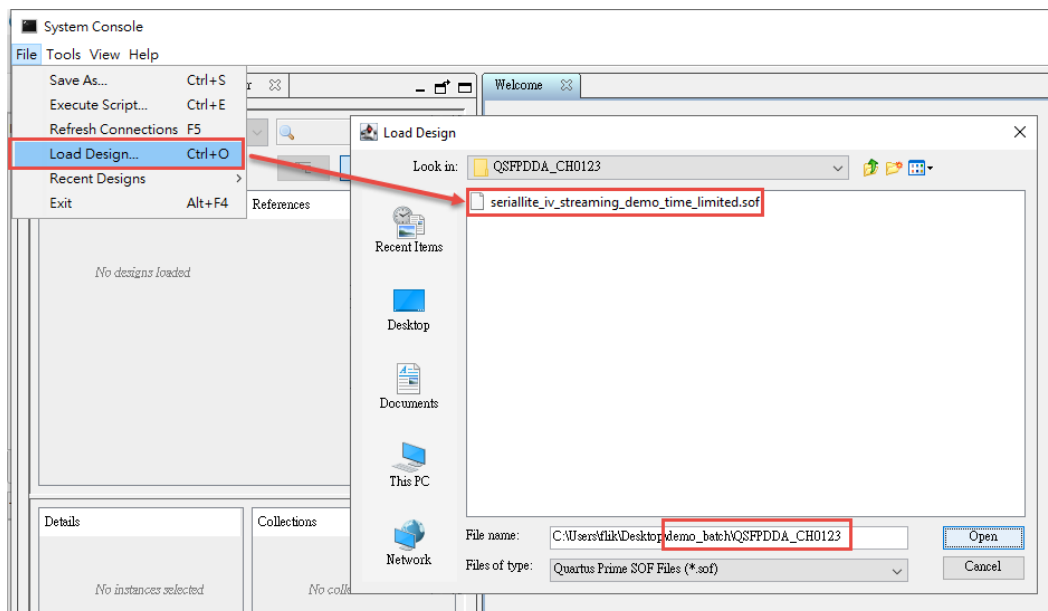 System Console
File Tools View Help
Save As... Ctrl+S
Execute Script... Ctrl+E
Refresh Connections F5
Load Design... Ctrl+O
Recent Designs
Exit Alt+F4
Welcome
References
No designs loaded
Details
Collections
No instances selected
Load Design
Look in: QSFPDDA_CH0123
seriallite_iv_streaming_demo_time_limited.sof
Recent Items
Desktop
Documents
This PC
Network
File name: C:\Users\flik\Desktop\demo_batch\QSFPDDA_CH0123
Open
Files of type: Quartus Prime SOF Files (*.sof)
Cancel